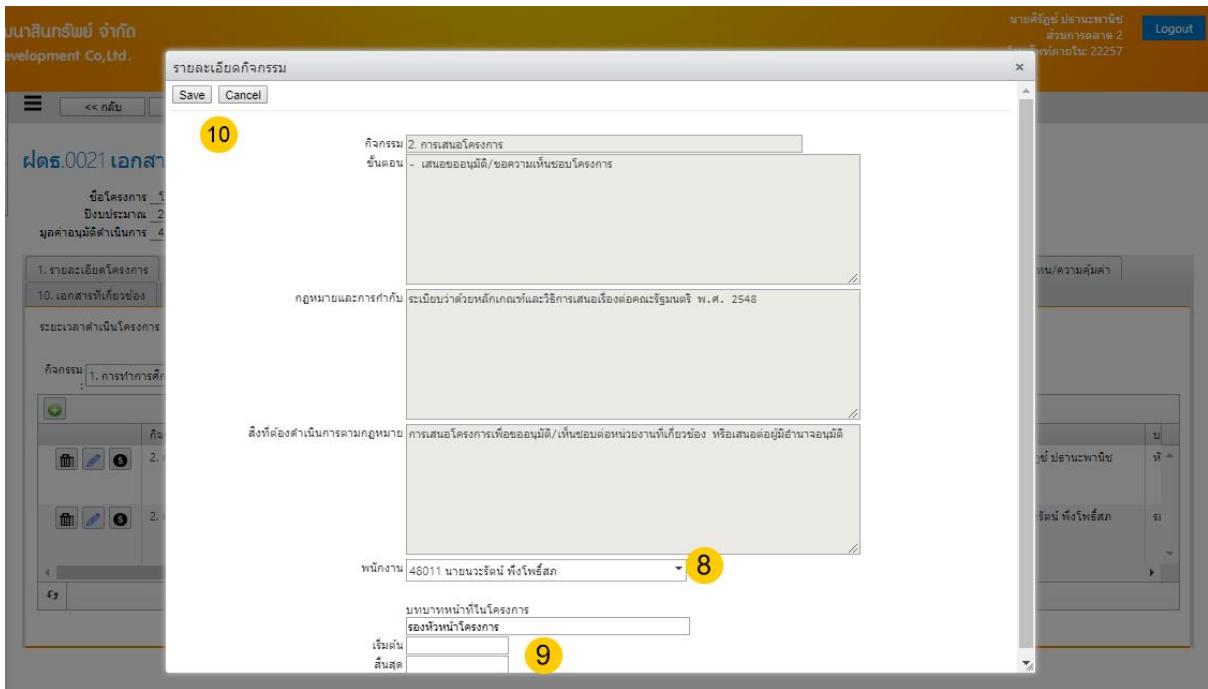 นายศิรัฏช์ ปธานะพานิช
ส่วนการตลาด 2
22257
Logout
evelopment Co,Ltd.
รายละเอียดกิจกรรม
×
Save Cancel
<< กลับ
10
กิจกรรม 2. การเสนอโครงการ
ฝตธ.0021 เอกสา
ขั้นตอน - เสนอขออนุมัติ/ขอความเห็นชอบโครงการ
ชื่อโครงการ
ปีงบประมาณ 2
มูลค่าอนุมัติดำเนินการ 4
1. รายละเอียดโครงการ
ทน/ความคุ้มค่า
10. เอกสารที่เกี่ยวข้อง
กฎหมายและการกำกับ ระเบียบว่าด้วยหลักเกณฑ์และวิธีการเสนอเรื่องต่อคณะรัฐมนตรี พ.ศ. 2548
ระยะเวลาดำเนินโครงการ
กิจกรรม : 1. การทำการศึก
สิ่งที่ต้องดำเนินการตามกฎหมาย การเสนอโครงการเพื่อขออนุมัติ/เห็นชอบต่อหน่วยงานที่เกี่ยวข้อง หรือเสนอต่อผู้มีอำนาจอนุมัติ
กิจ
บ
2.
ฏช์ ปธานะพานิช
หั
2.
รัตน์ พึ่งโพธิ์สภ
รอ
พนักงาน 48011 นายนวะรัตน์ พึ่งโพธิ์สภ
8
บทบาทหน้าที่ในโครงการ
รองหัวหน้าโครงการ
เริ่มต้น
9
สิ้นสุด